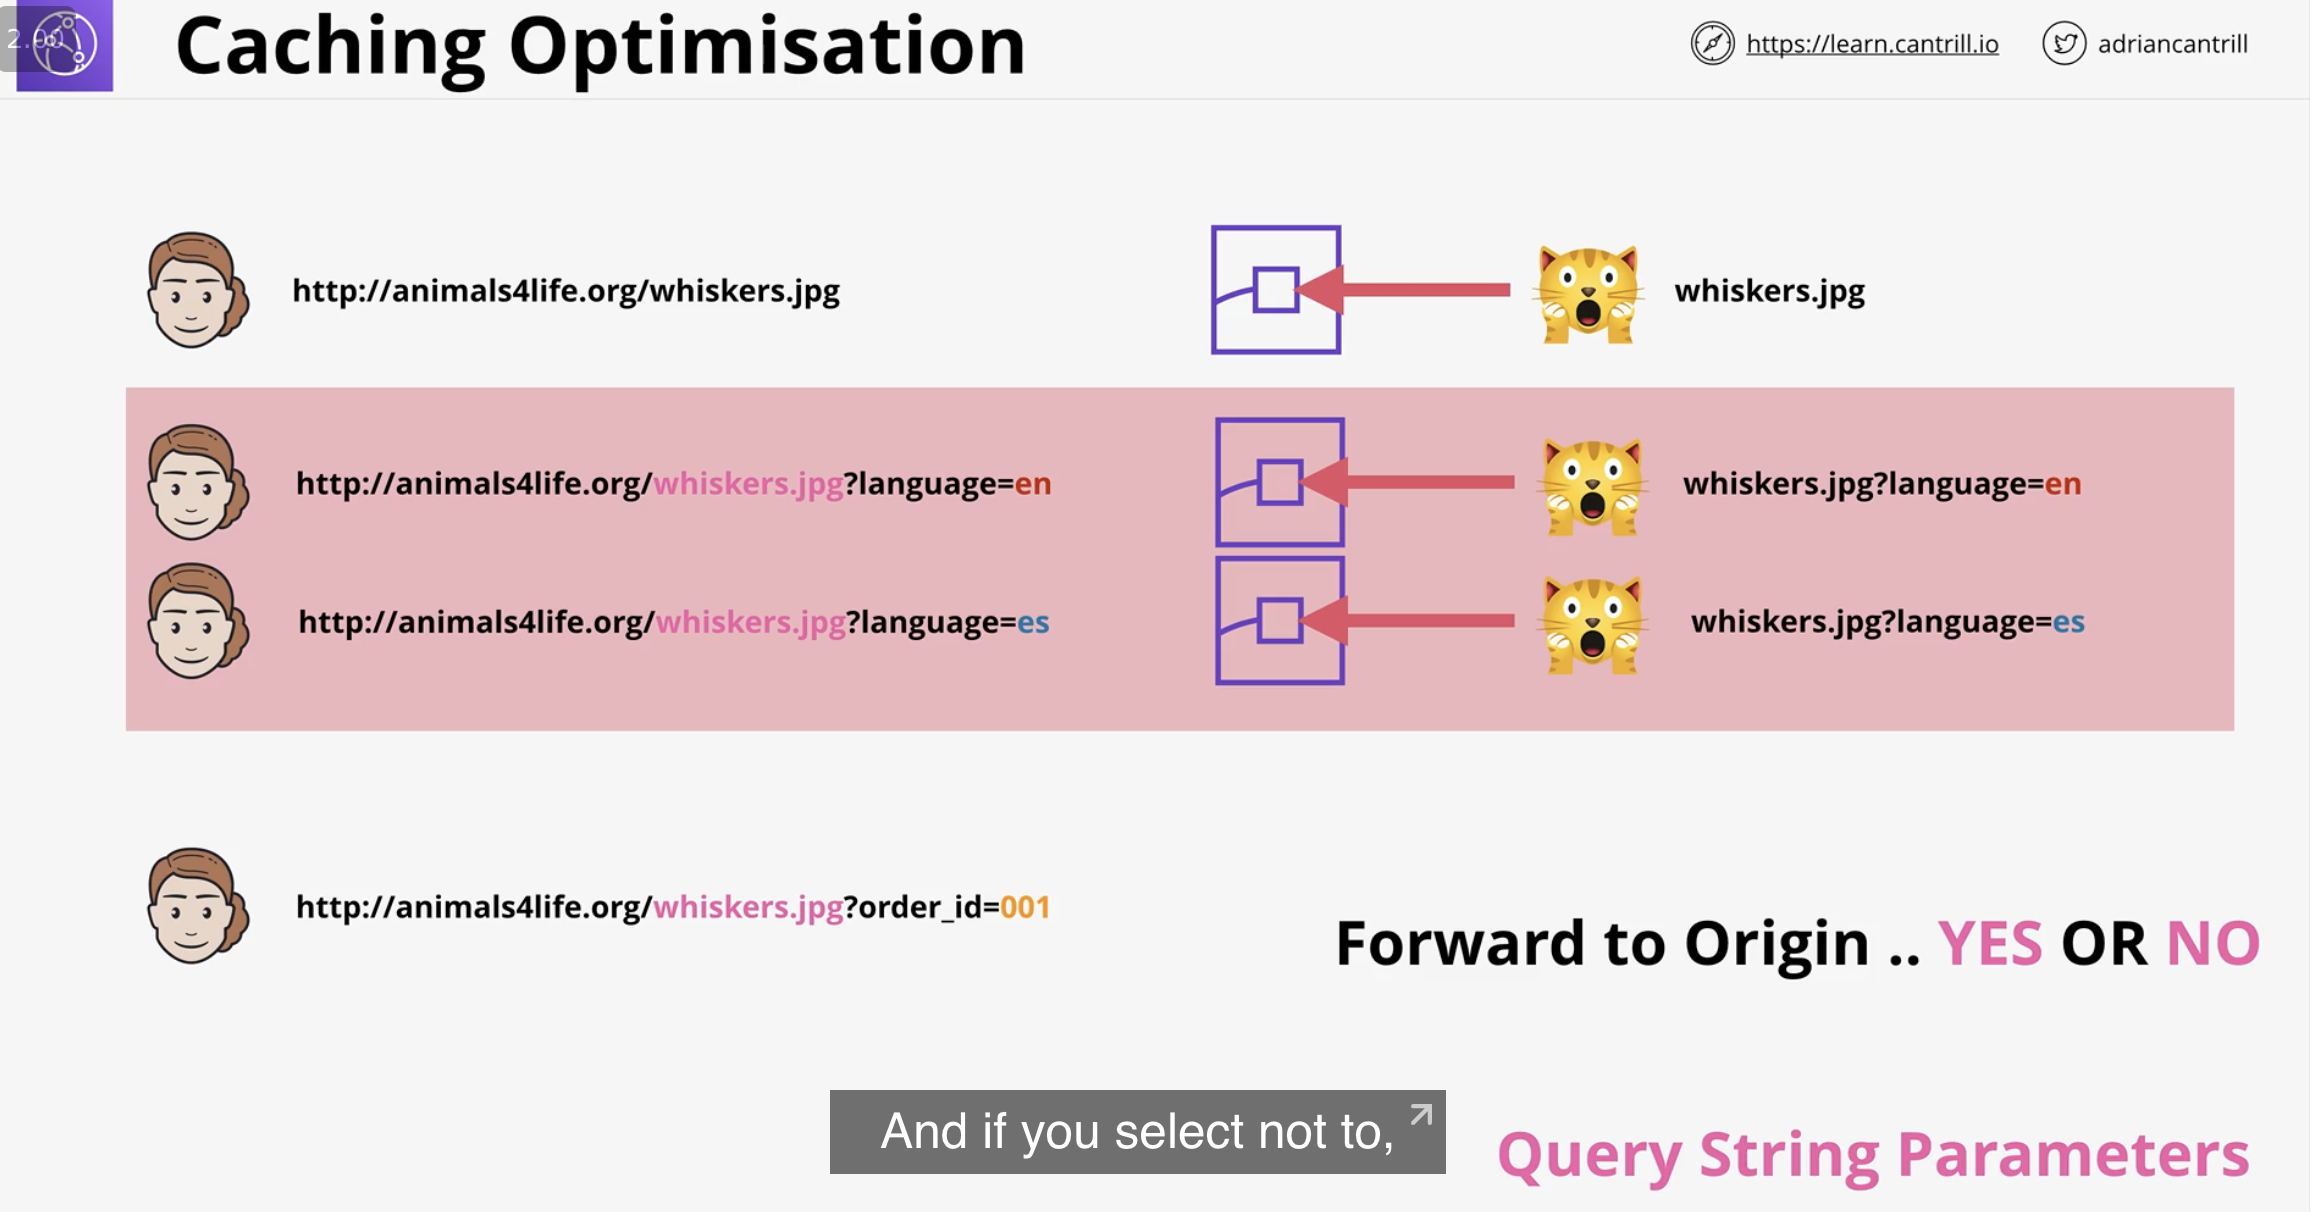 2.00
Caching Optimisation
https://learn.cantrill.io
adriancantrill
http://animals4life.org/whiskers.jpg
whiskers.jpg
http://animals4life.org/whiskers.jpg?language=en
whiskers.jpg?language=en
http://animals4life.org/whiskers.jpg?language=es
whiskers.jpg?language=es
http://animals4life.org/whiskers.jpg?order_id=001
Forward to Origin .. YES OR NO
And if you select not to,
Query String Parameters